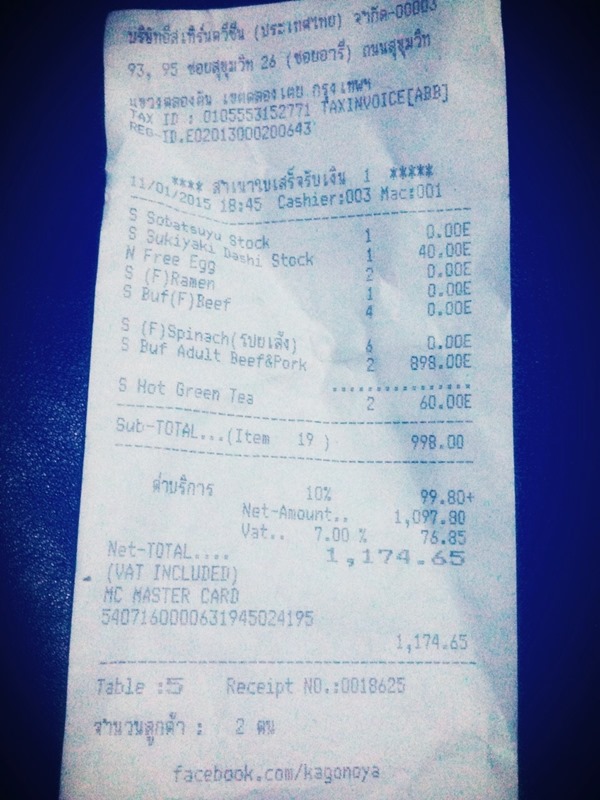 บริษัทอีสเทิร์นควีซีน (ประเทศไทย) จำกัด-00003
93, 95 ซอยสุขุมวิท 26 (ซอยอารี) ถนนสุขุมวิท
แขวงคลองตัน เขตคลองเตย กรุงเทพฯ
TAX ID : 0105553152771 TAXINVOICE[ABB]
REG-ID.E02013000200643
**** สำเนาใบเสร็จรับเงิน 1 *****
11/01/2015 18:45 Cashier:003 Mac:001
S Sobatsuyu Stock 1 0.00E
S Sukiyaki Dashi Stock 1 40.00E
N Free Egg 2 0.00E
S (F)Ramen 1 0.00E
S Buf(F)Beef 4 0.00E
S (F)Spinach(รปยเล้ง) 6 0.00E
S Buf Adult Beef&Pork 2 898.00E
S Hot Green Tea 2 60.00E
Sub-TOTAL...(Item 19 ) 998.00
ค่าบริการ 10% 99.80+
Net-Amount.. 1,097.80
Vat.. 7.00 % 76.85
Net-TOTAL.... 1,174.65
(VAT INCLUDED)
MC MASTER CARD
5407160000631945024195
1,174.65
Table :5 Receipt NO.:0018625
จำนวนลูกค้า : 2 คน
facebook.com/kagonoya